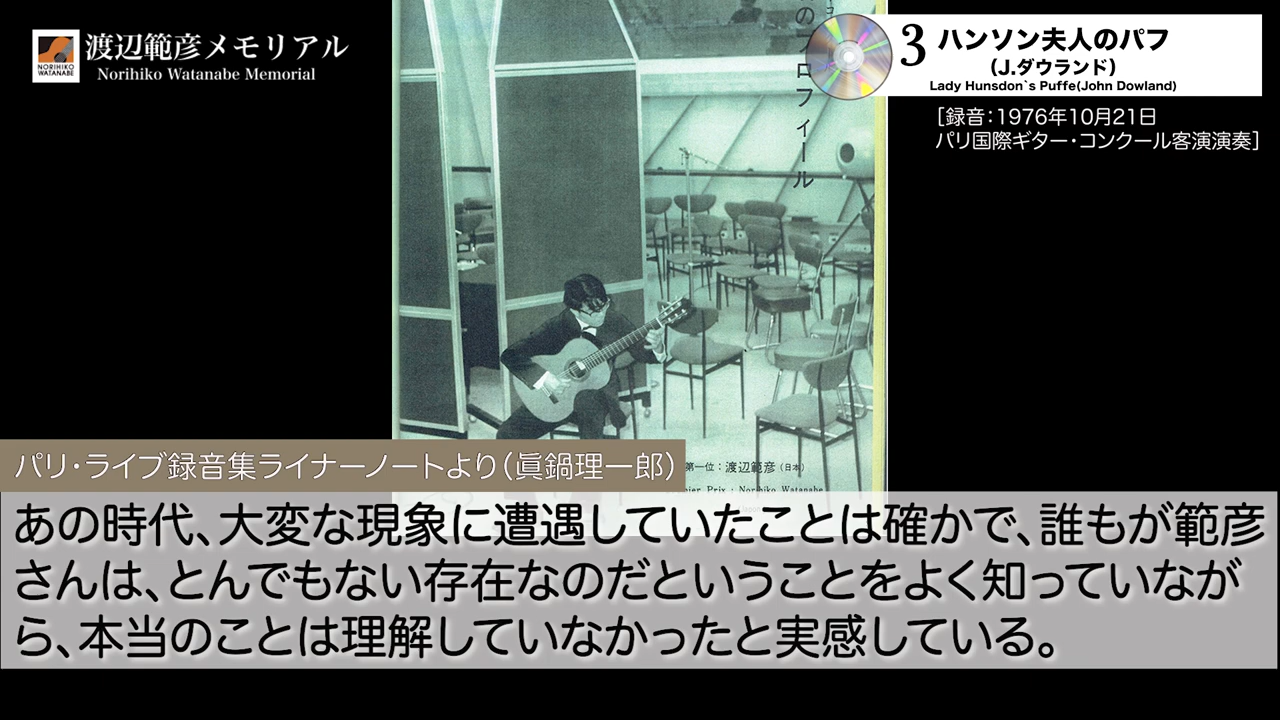 渡辺範彦メモリアル
Norihiko Watanabe Memorial
NORIHIKO
WATANABE
の
ロフィール
3 ハンソン夫人のパフ
(J.ダウランド)
Lady Hunsdon`s Puffe(John Dowland)
[録音:1976年10月21日
パリ国際ギター・コンクール客演演奏]
第一位:渡辺範彦(日本)
Prix : Norihiko Watanabe
パリ・ライブ録音集ライナーノートより(眞鍋理一郎)
あの時代、大変な現象に遭遇していたことは確かで、誰もが範彦
さんは、とんでもない存在なのだということをよく知っていなが
ら、本当のことは理解していなかったと実感している。